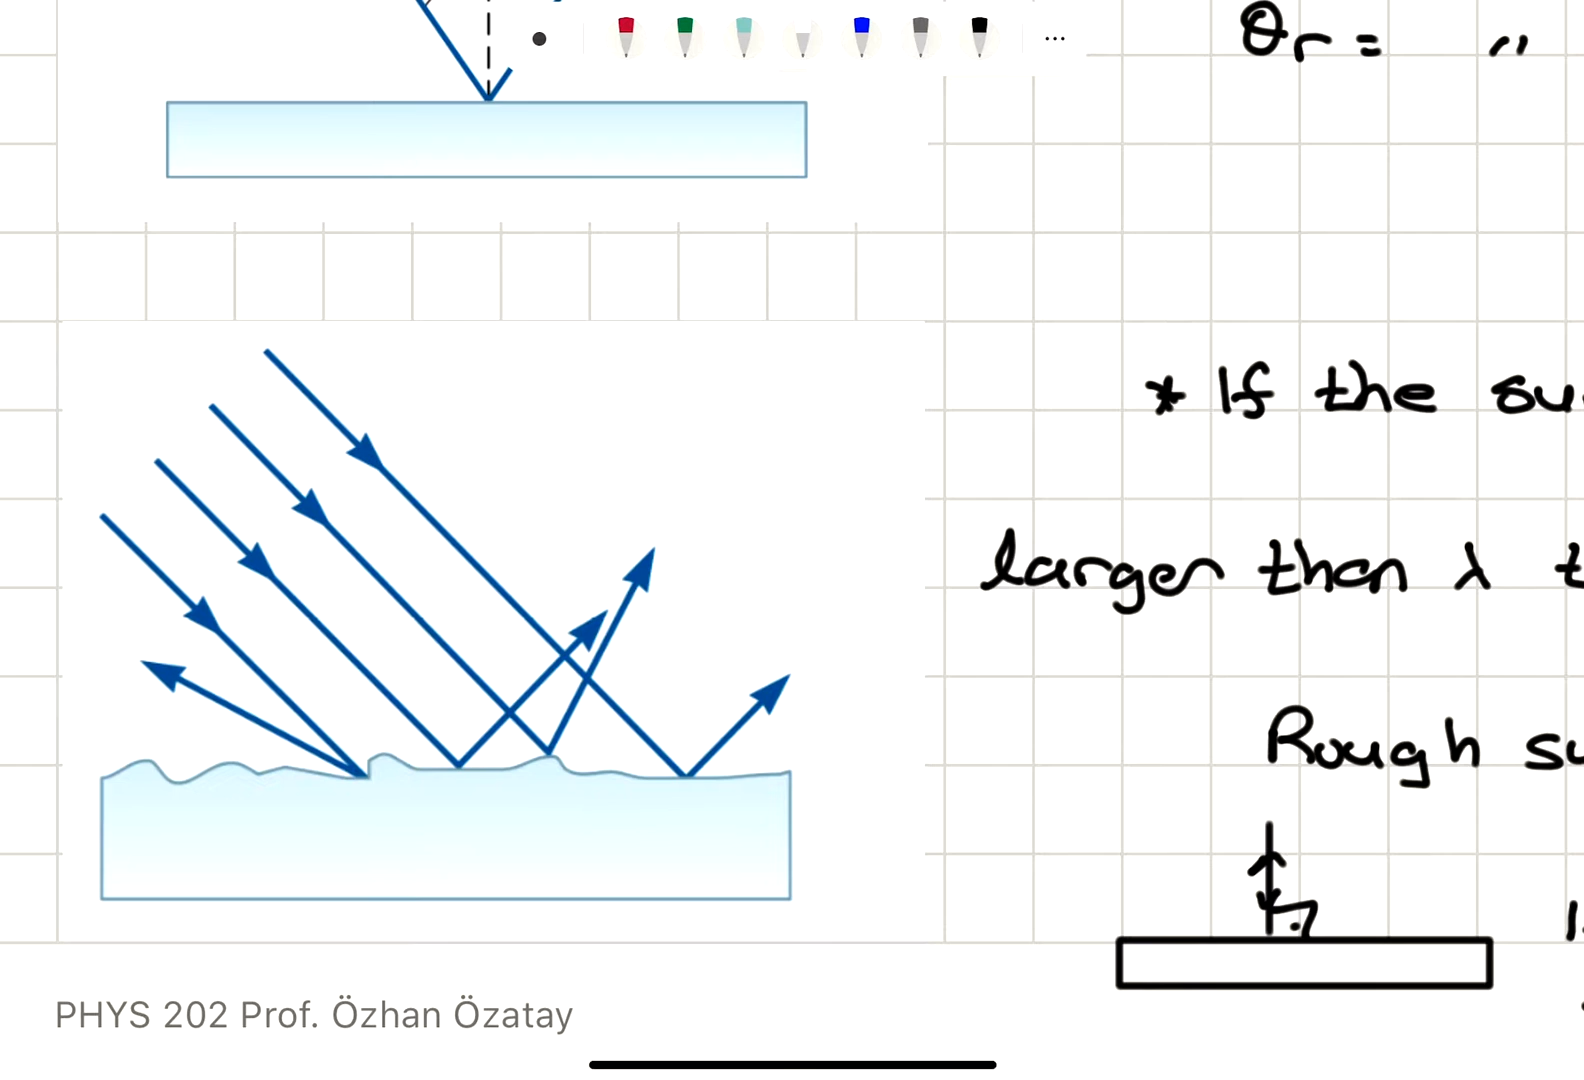 θr = "
* If the su
larger than λ t
Rough su
PHYS 202 Prof. Özhan Özatay